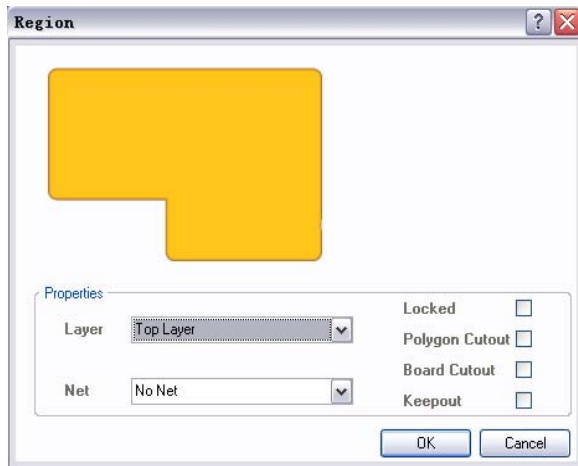 Region
Properties
Layer
Top Layer
Net
No Net
Locked
Polygon Cutout
Board Cutout
Keepout
OK
Cancel